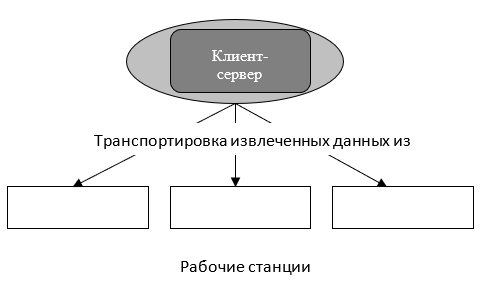 Клиент-
сервер
Транспортировка извлеченных данных из
Рабочие станции